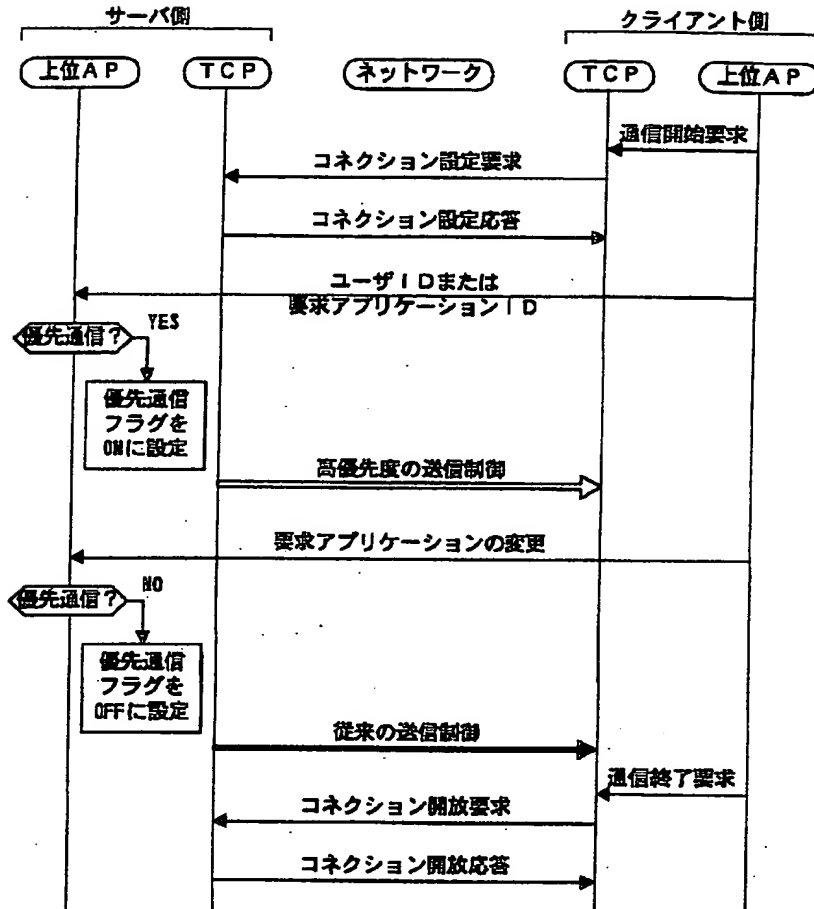 サーバ側
クライアント側
上位AP
TCP
ネットワーク
TCP
上位AP
通信開始要求
コネクション設定要求
コネクション設定応答
ユーザIDまたは
要求アプリケーションID
優先通信?
YES
優先通信
フラグを
ONに設定
高優先度の送信制御
要求アプリケーションの変更
優先通信?
NO
優先通信
フラグを
OFFに設定
従来の送信制御
通信終了要求
コネクション開放要求
コネクション開放応答